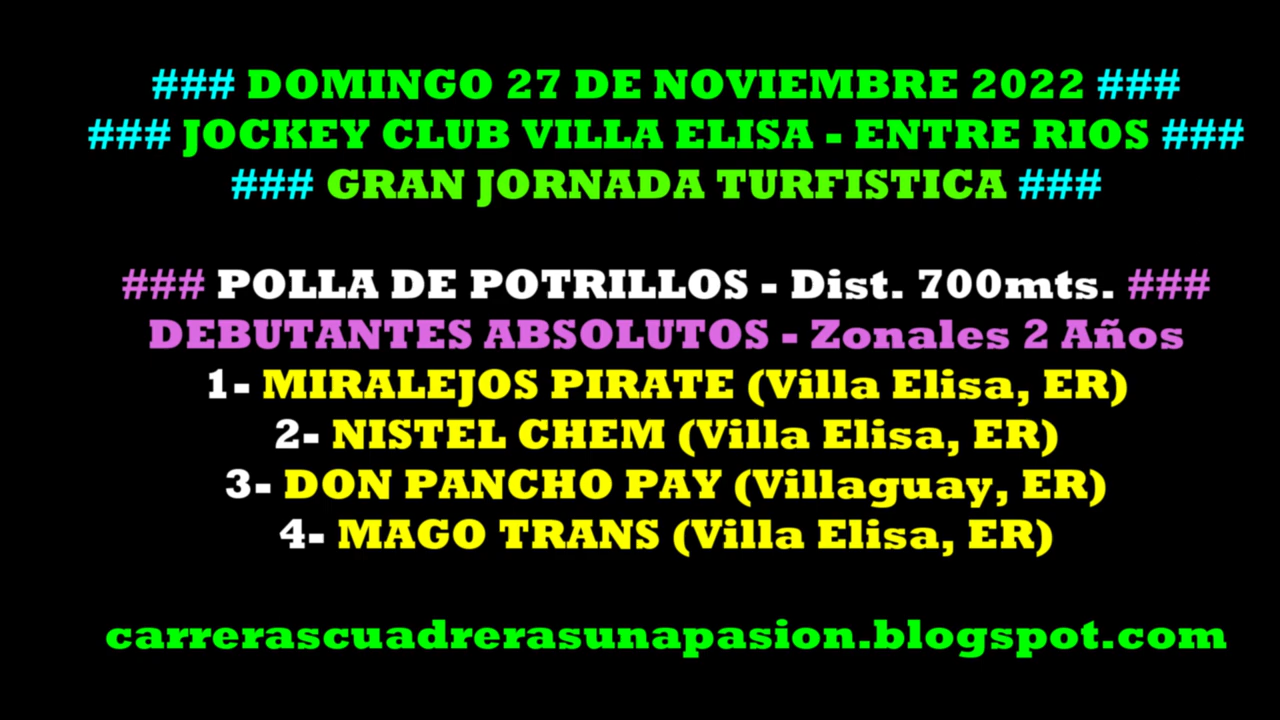 ### DOMINGO 27 DE NOVIEMBRE 2022 ###
### JOCKEY CLUB VILLA ELISA - ENTRE RIOS ###
### GRAN JORNADA TURFISTICA ###
### POLLA DE POTRILLOS - Dist. 700mts. ###
DEBUTANTES ABSOLUTOS - Zonales 2 Años
1- MIRALEJOS PIRATE (Villa Elisa, ER)
2- NISTEL CHEM (Villa Elisa, ER)
3- DON PANCHO PAY (Villaguay, ER)
4- MAGO TRANS (Villa Elisa, ER)
carrerascuadrerasunapasion.blogspot.com